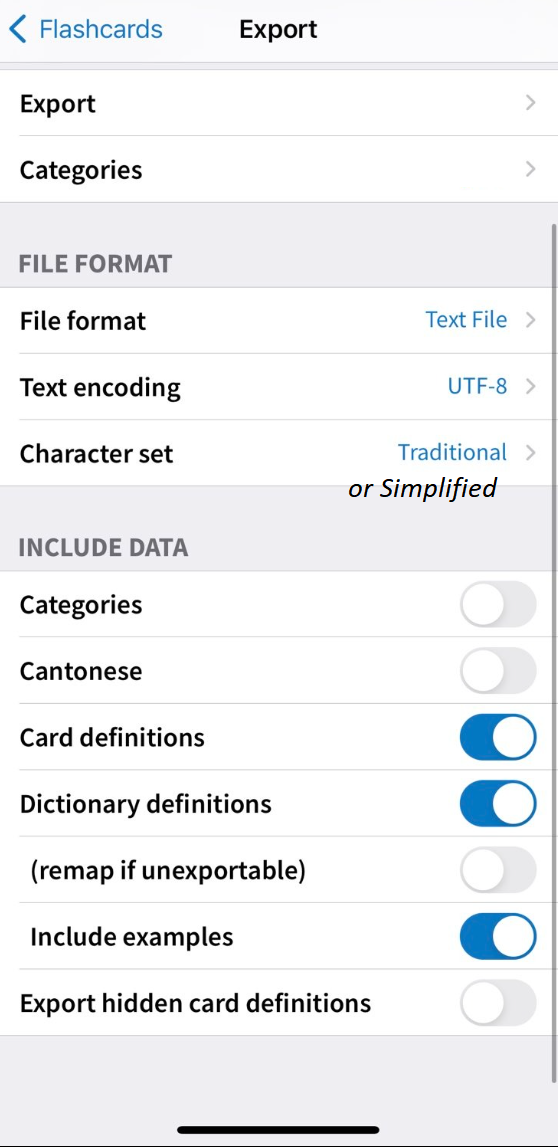 Flashcards
Export
Export
Categories
FILE FORMAT
File format
Text File
Text encoding
UTF-8
Character set
Traditional
or Simplified
INCLUDE DATA
Categories
Cantonese
Card definitions
Dictionary definitions
(remap if unexportable)
Include examples
Export hidden card definitions